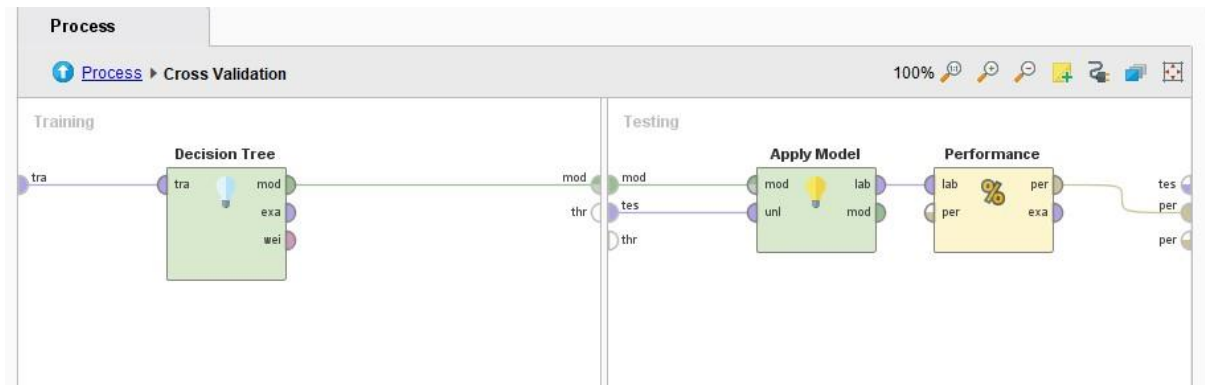 Process
Process ▸ Cross Validation
100%
Training
Testing
Decision Tree
Apply Model
Performance
tra
tra
mod
mod
mod
mod
lab
lab
per
tes
exa
thr
tes
unl
mod
per
exa
per
wei
thr
per